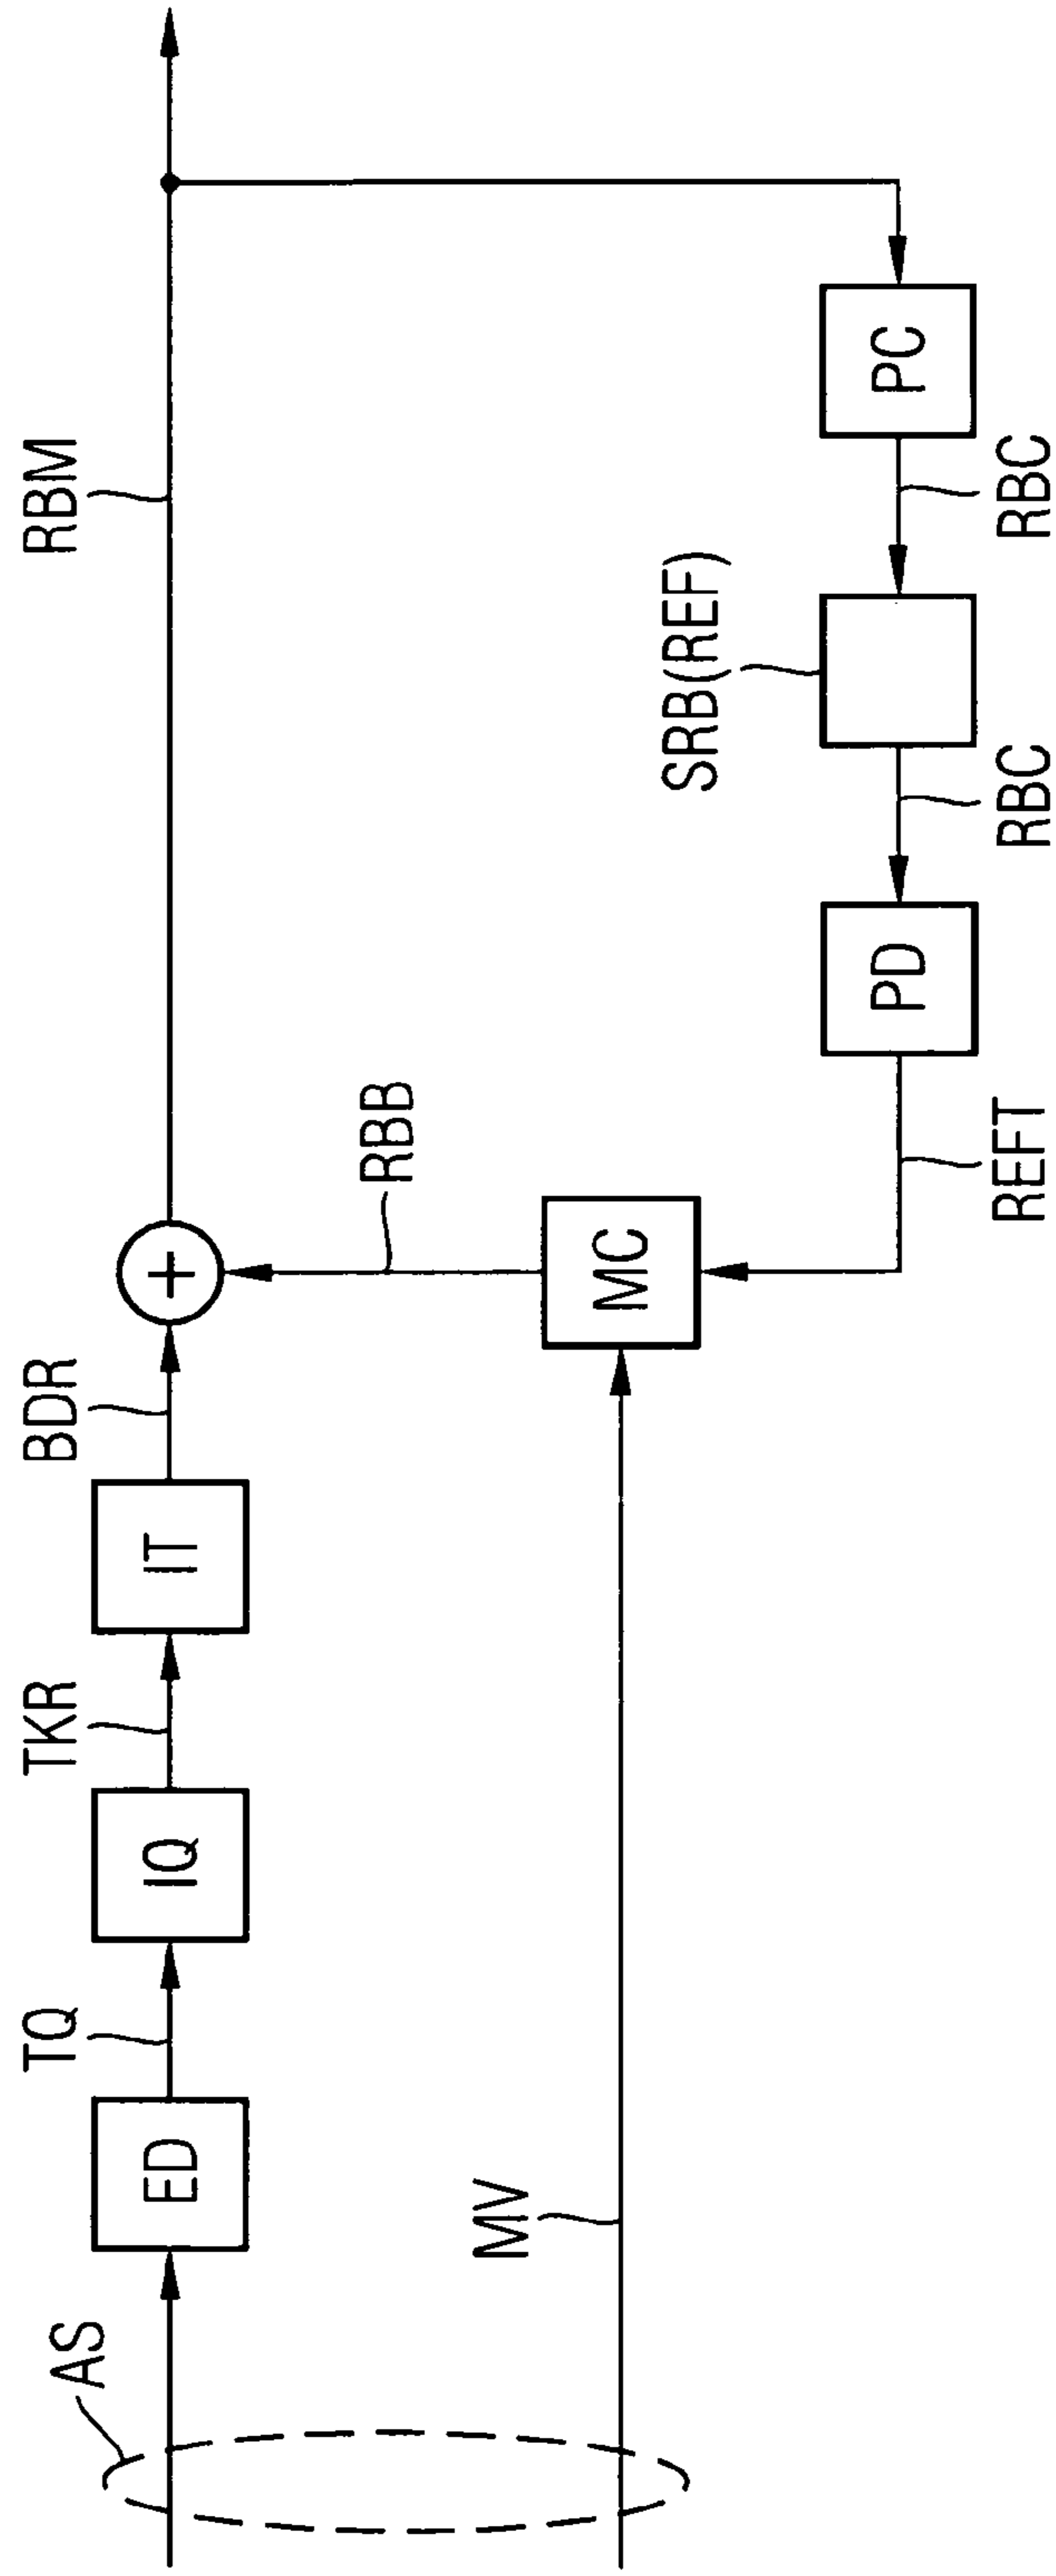 AS
ED
TQ
IQ
TKR
IT
BDR
+
RBM
MV
MC
RBB
REFT
PD
RBC
SRB(REF)
RBC
PC